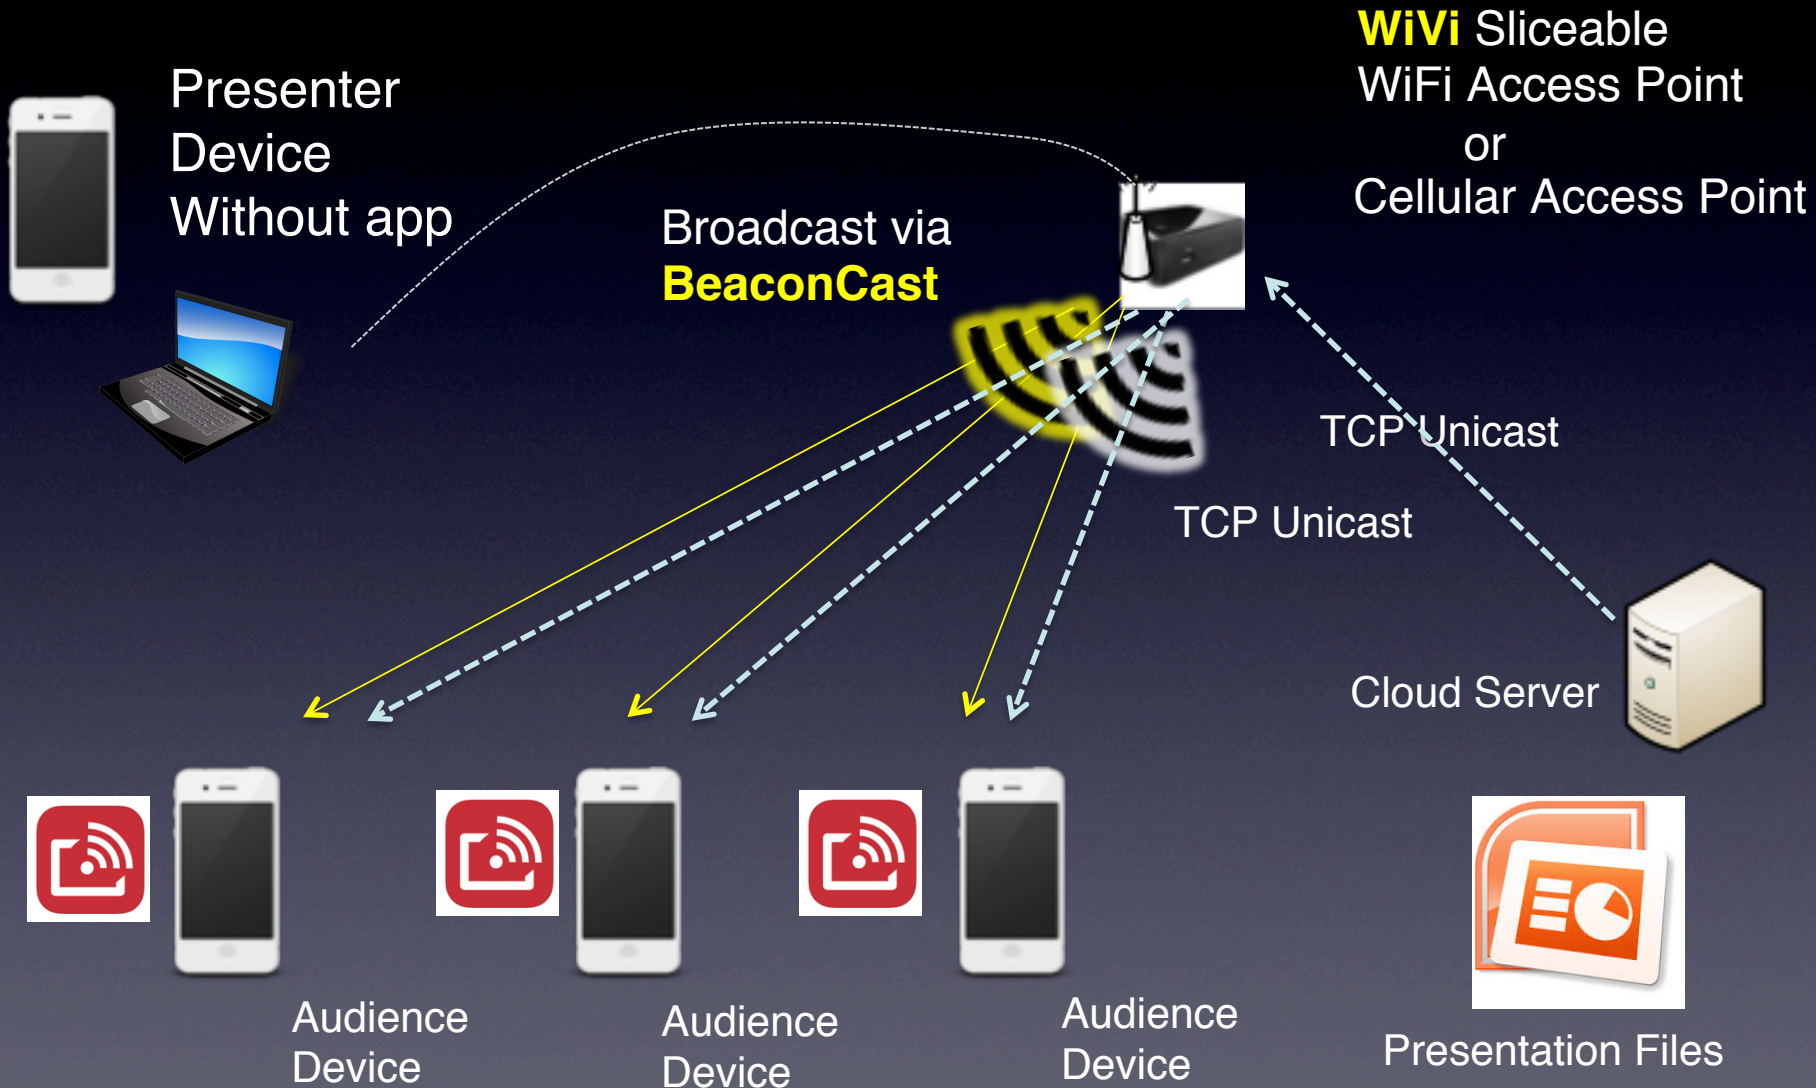 WiVi Sliceable
WiFi Access Point
or
Cellular Access Point
Presenter
Device
Without app
Broadcast via
BeaconCast
TCP Unicast
TCP Unicast
Cloud Server
Audience
Device
Audience
Device
Audience
Device
Presentation Files